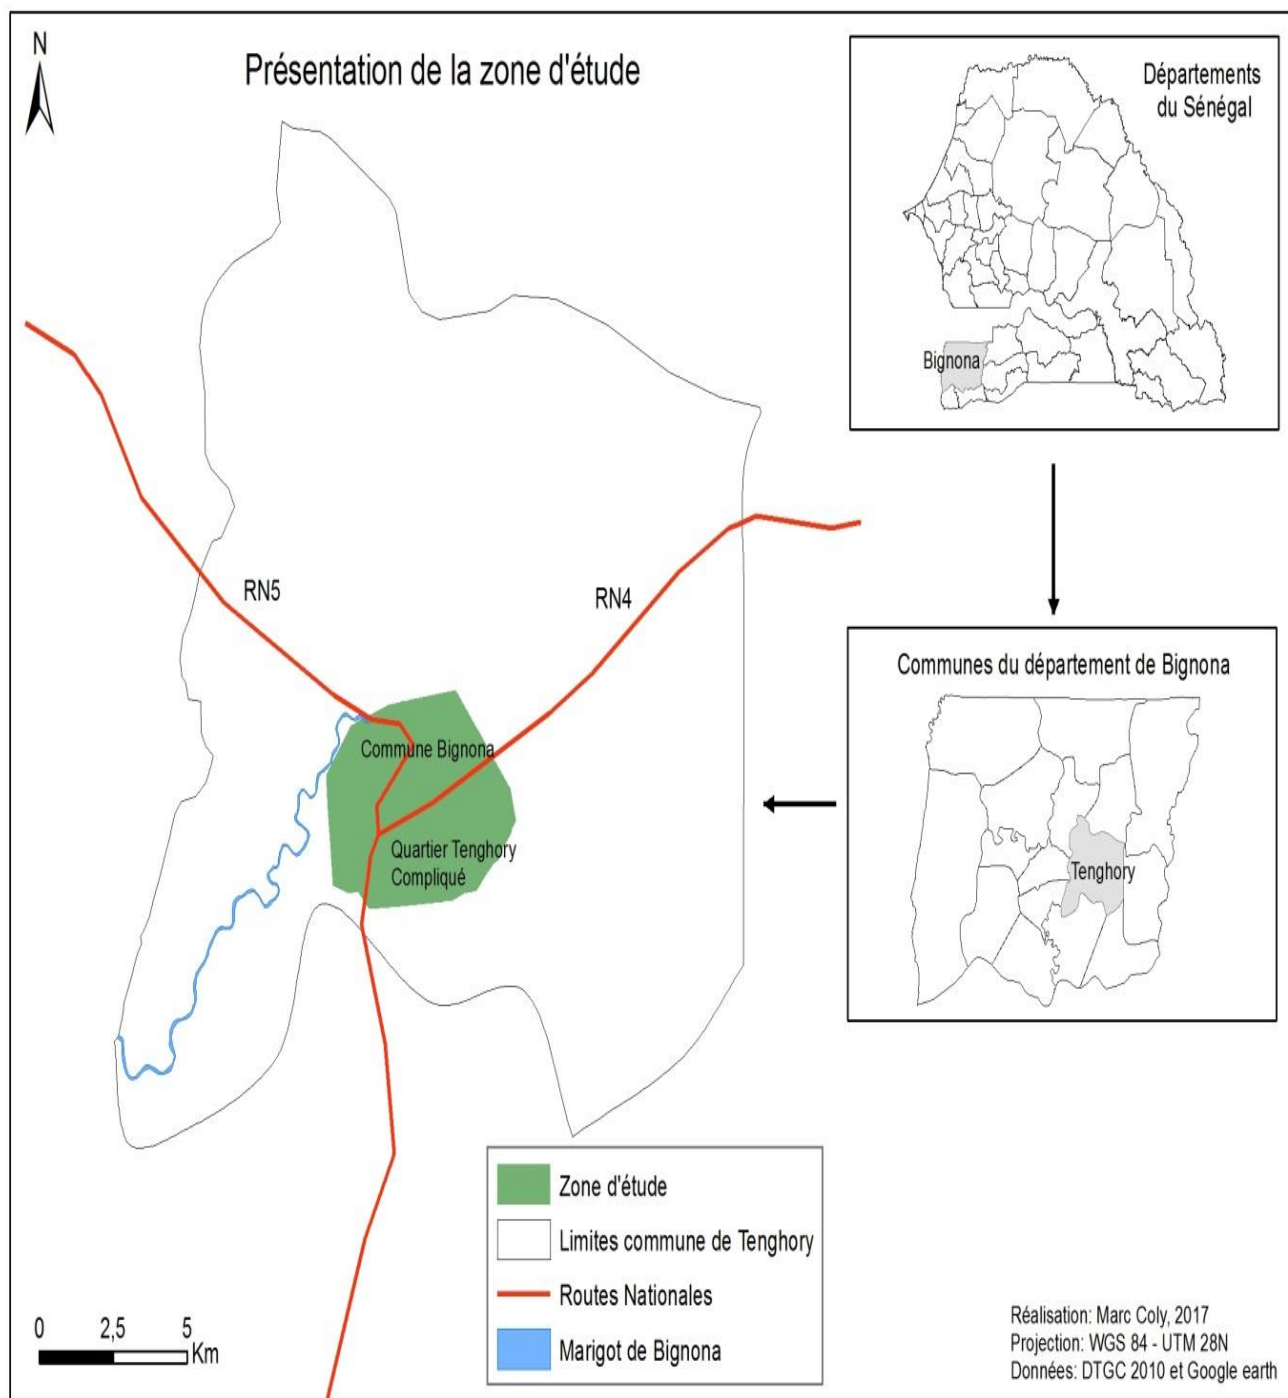 N
Présentation de la zone d'étude
Départements
du Sénégal
Bignona
RN5
RN4
Communes du département de Bignona
Tenghory
Commune Bignona
Quartier Tenghory
Compliqué
Zone d'étude
Limites commune de Tenghory
Routes Nationales
Marigot de Bignona
0 2,5 5
Km
Réalisation: Marc Coly, 2017
Projection: WGS 84 - UTM 28N
Données: DTGC 2010 et Google earth